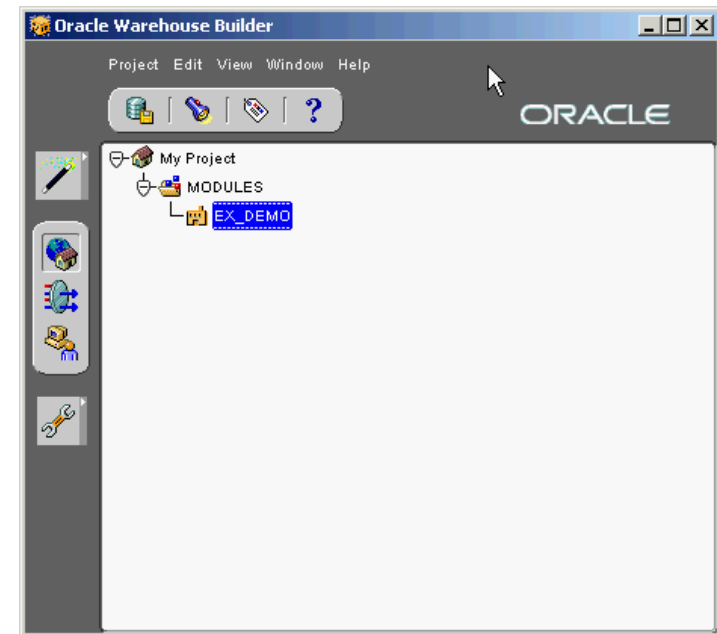 Oracle Warehouse Builder
Project Edit View Window Help
?
ORACLE
My Project
MODULES
EX_DEMO